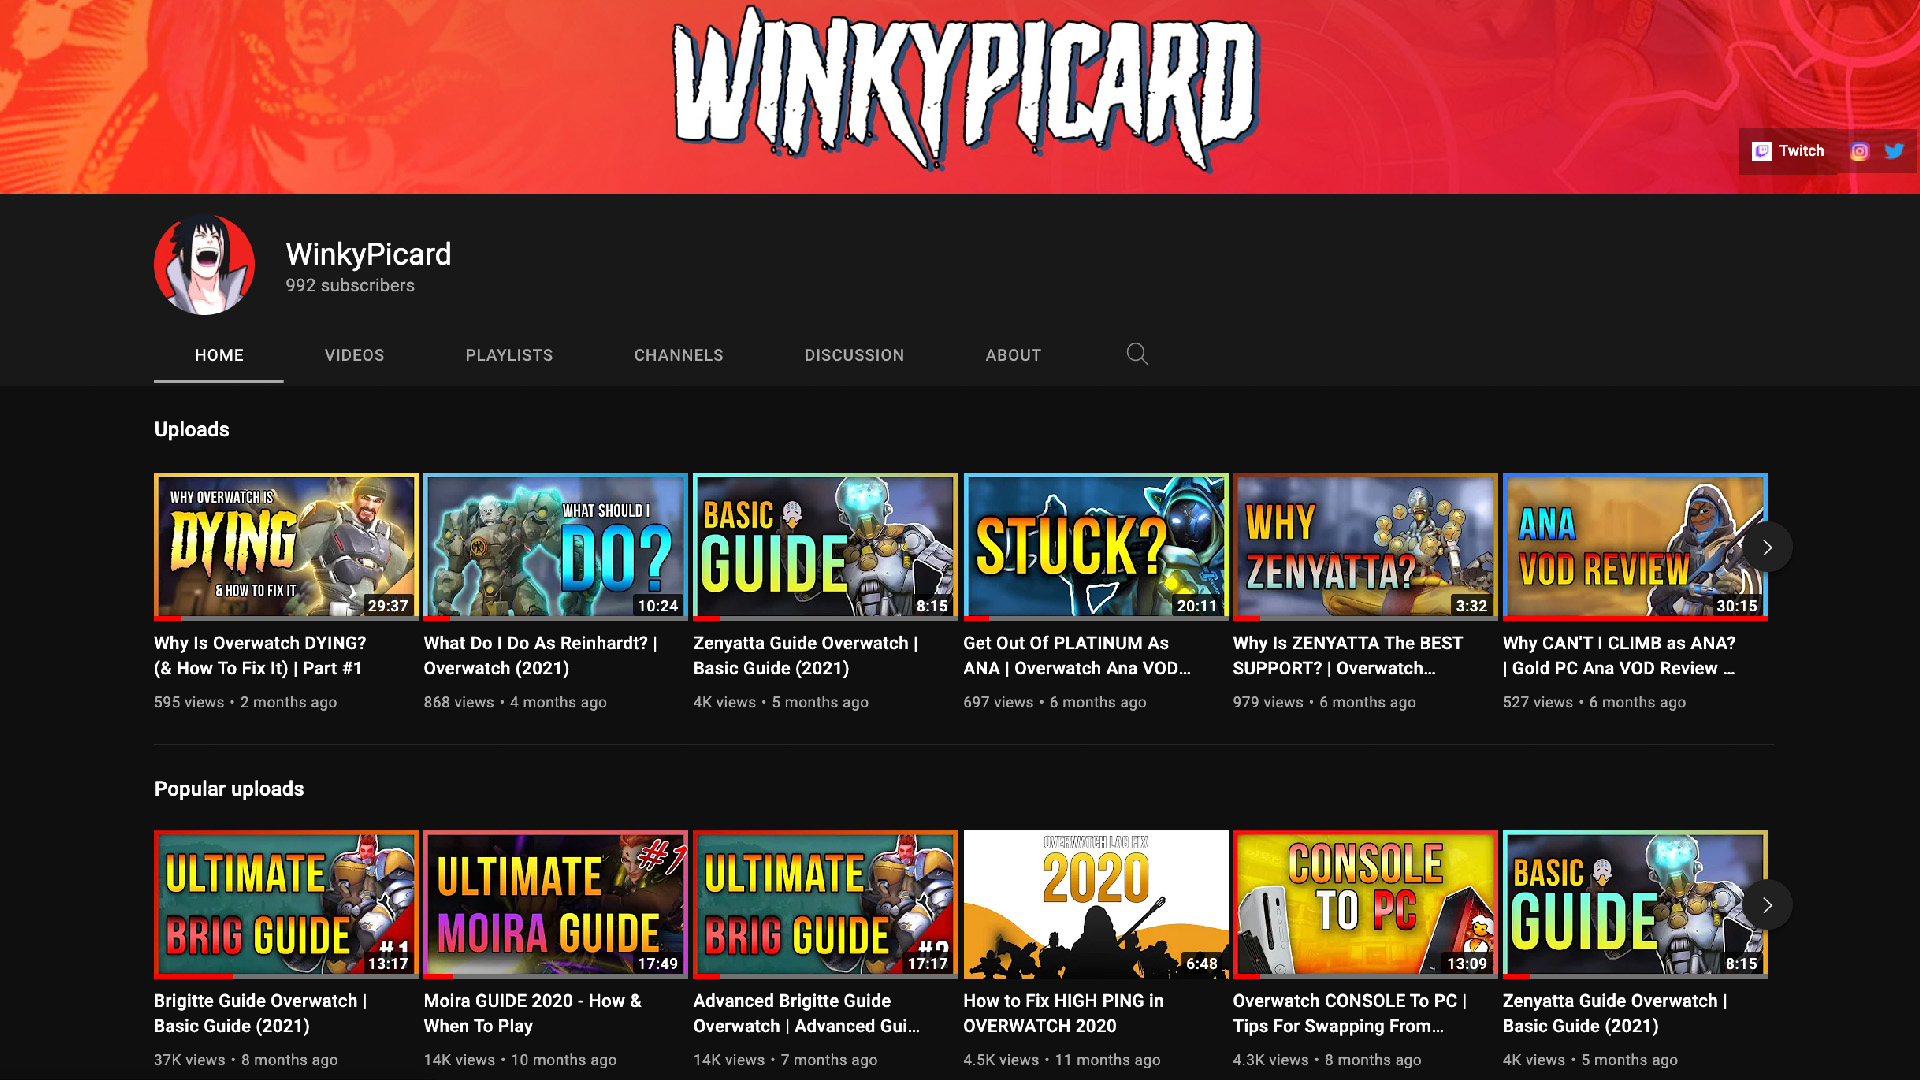 WINKYPICARD
Twitch
WinkyPicard
992 subscribers
HOME VIDEOS PLAYLISTS CHANNELS DISCUSSION ABOUT
Uploads
WHY OVERWATCH IS
DYING
& HOW TO FIX IT
29:37
WHAT SHOULD I
DO?
10:24
BASIC
GUIDE
8:15
STUCK?
20:11
WHY
ZENYATTA?
3:32
ANA
VOD REVIEW
30:15
Why Is Overwatch DYING?
(& How To Fix It) | Part #1
595 views • 2 months ago
What Do I Do As Reinhardt? |
Overwatch (2021)
868 views • 4 months ago
Zenyatta Guide Overwatch |
Basic Guide (2021)
4K views • 5 months ago
Get Out Of PLATINUM As
ANA | Overwatch Ana VOD...
697 views • 6 months ago
Why Is ZENYATTA The BEST
SUPPORT? | Overwatch...
979 views • 6 months ago
Why CAN'T I CLIMB as ANA?
| Gold PC Ana VOD Review ...
527 views • 6 months ago
Popular uploads
ULTIMATE
BRIG GUIDE
#1
13:17
ULTIMATE #1
MOIRA GUIDE
17:49
ULTIMATE
BRIG GUIDE
#2
17:17
OVERWATCH LAG FIX
2020
6:48
CONSOLE
TO PC
13:09
BASIC
GUIDE
8:15
Brigitte Guide Overwatch |
Basic Guide (2021)
37K views • 8 months ago
Moira GUIDE 2020 - How &
When To Play
14K views • 10 months ago
Advanced Brigitte Guide
Overwatch | Advanced Gui...
14K views • 7 months ago
How to Fix HIGH PING in
OVERWATCH 2020
4.5K views • 11 months ago
Overwatch CONSOLE To PC |
Tips For Swapping From...
4.3K views • 8 months ago
Zenyatta Guide Overwatch |
Basic Guide (2021)
4K views • 5 months ago